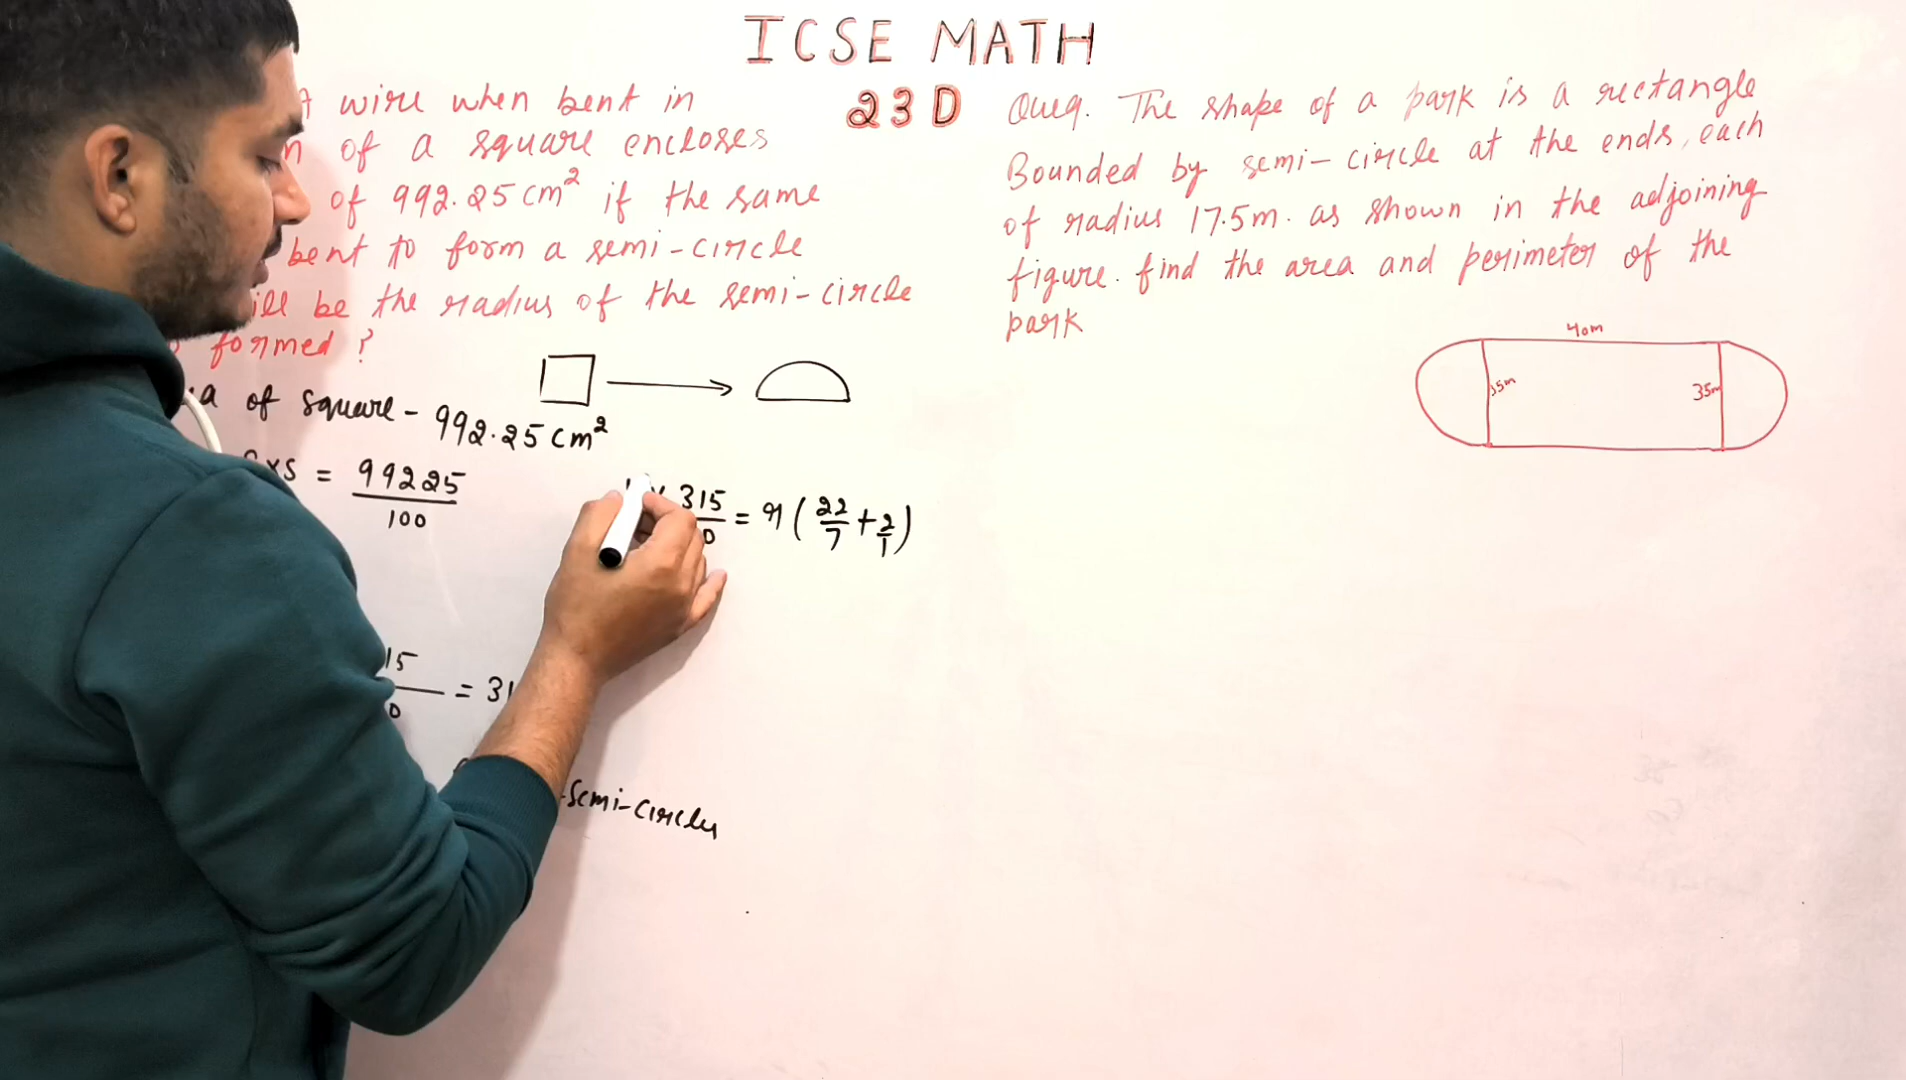 ICSE MATH
23 D
A wire when bent in
of a square encloses
of 992.25 cm² if the same
bent to form a semi-circle
ill be the radius of the semi-circle
formed ?
a of square - 992.25 cm²
×s = 99225/100
315 = r ( 22/7 + 2/1 )
15
0
= 31
-semi-circles
Que9. The shape of a park is a rectangle
Bounded by semi-circle at the ends, each
of radius 17.5m. as shown in the adjoining
figure. find the area and perimeter of the
park
40m
35m
35m